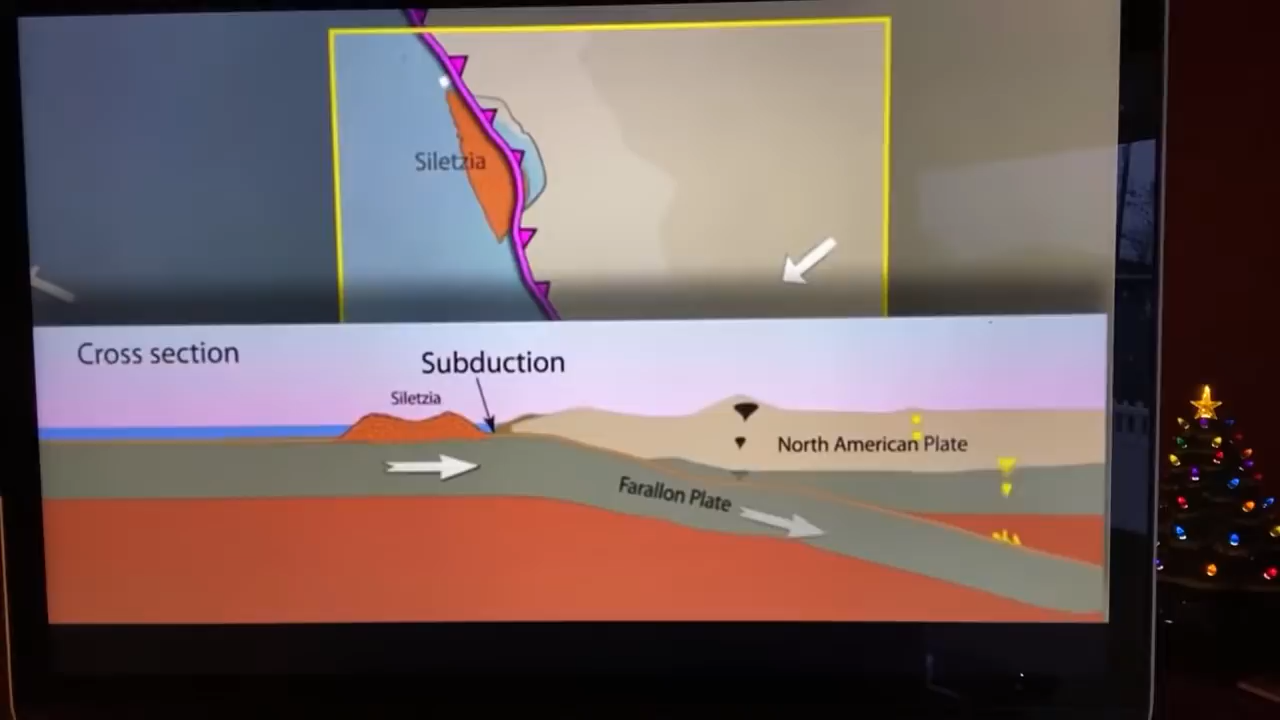 Siletzia
Cross section
Subduction
Siletzia
North American Plate
Farallon Plate